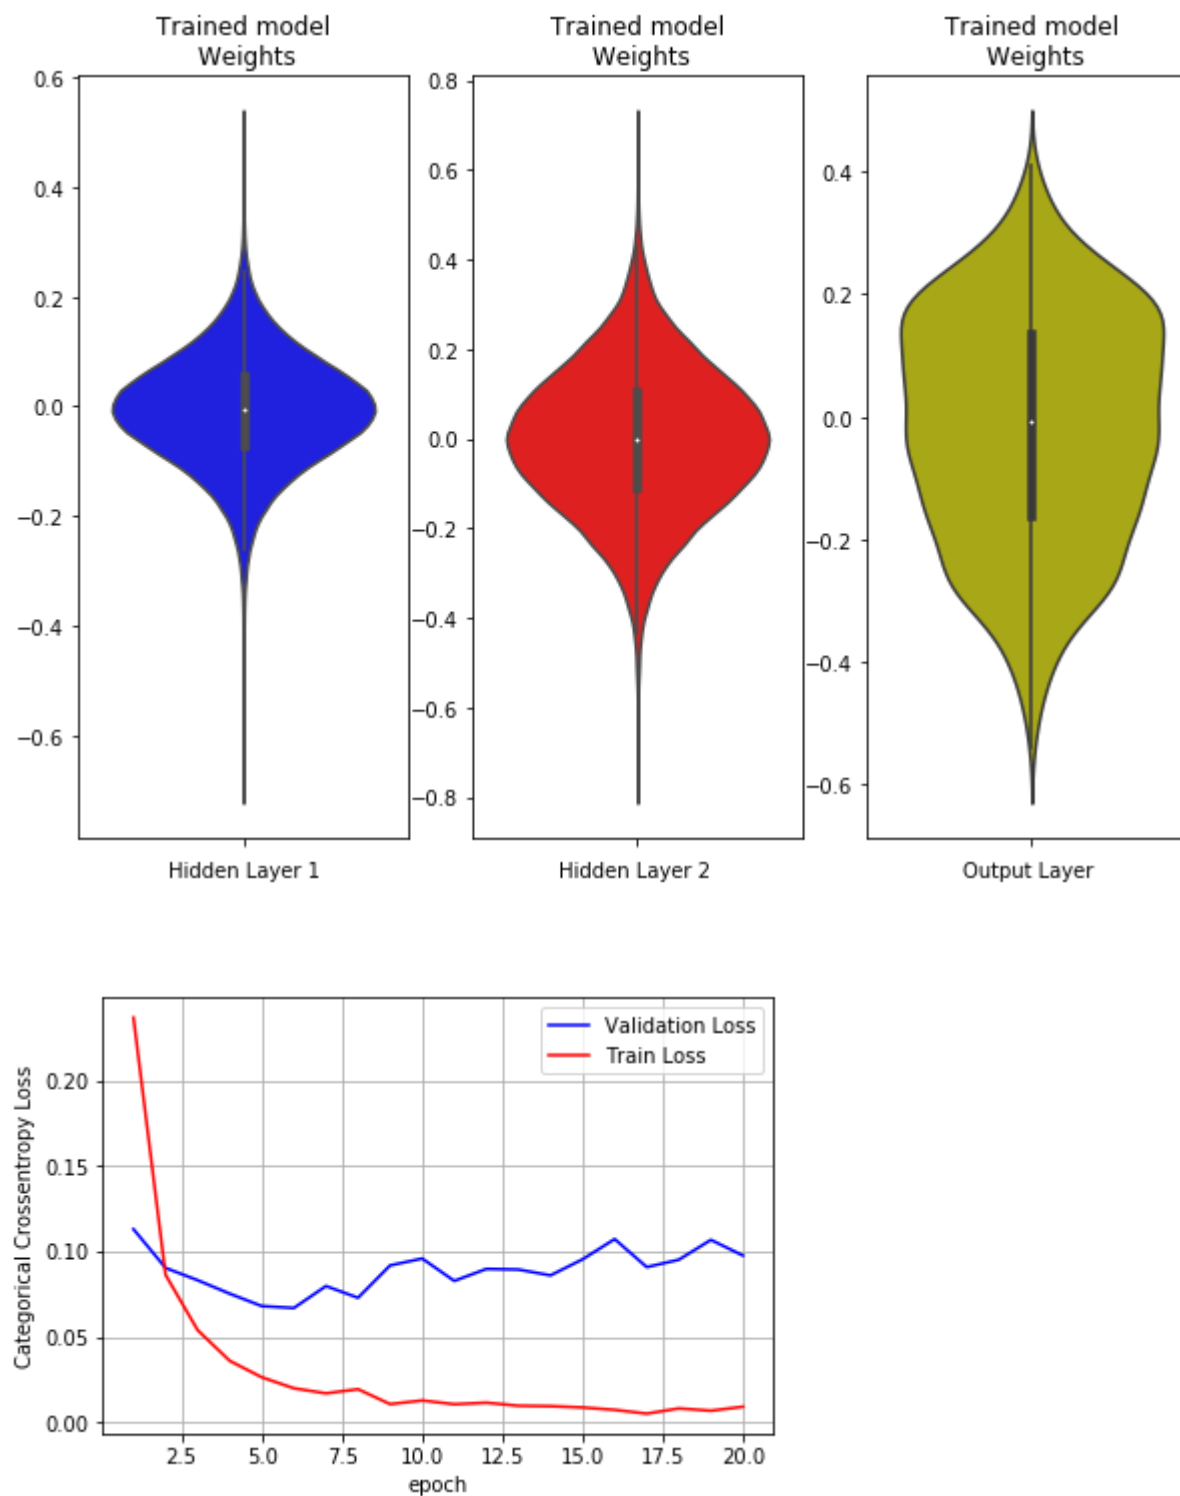 Trained model
Weights
Trained model
Weights
Trained model
Weights
0.6
0.4
0.2
0.0
−0.2
−0.4
−0.6
Hidden Layer 1
0.8
0.6
0.4
0.2
0.0
−0.2
−0.4
−0.6
−0.8
Hidden Layer 2
0.4
0.2
0.0
−0.2
−0.4
−0.6
Output Layer
Categorical Crossentropy Loss
0.20
0.15
0.10
0.05
0.00
Validation Loss
Train Loss
2.5 5.0 7.5 10.0 12.5 15.0 17.5 20.0
epoch